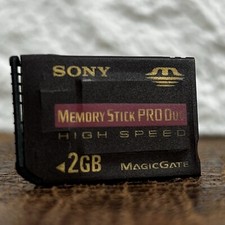 SONY
MEMORY STICK PRO DUO
HIGH SPEED
◄2GB MAGICGATE